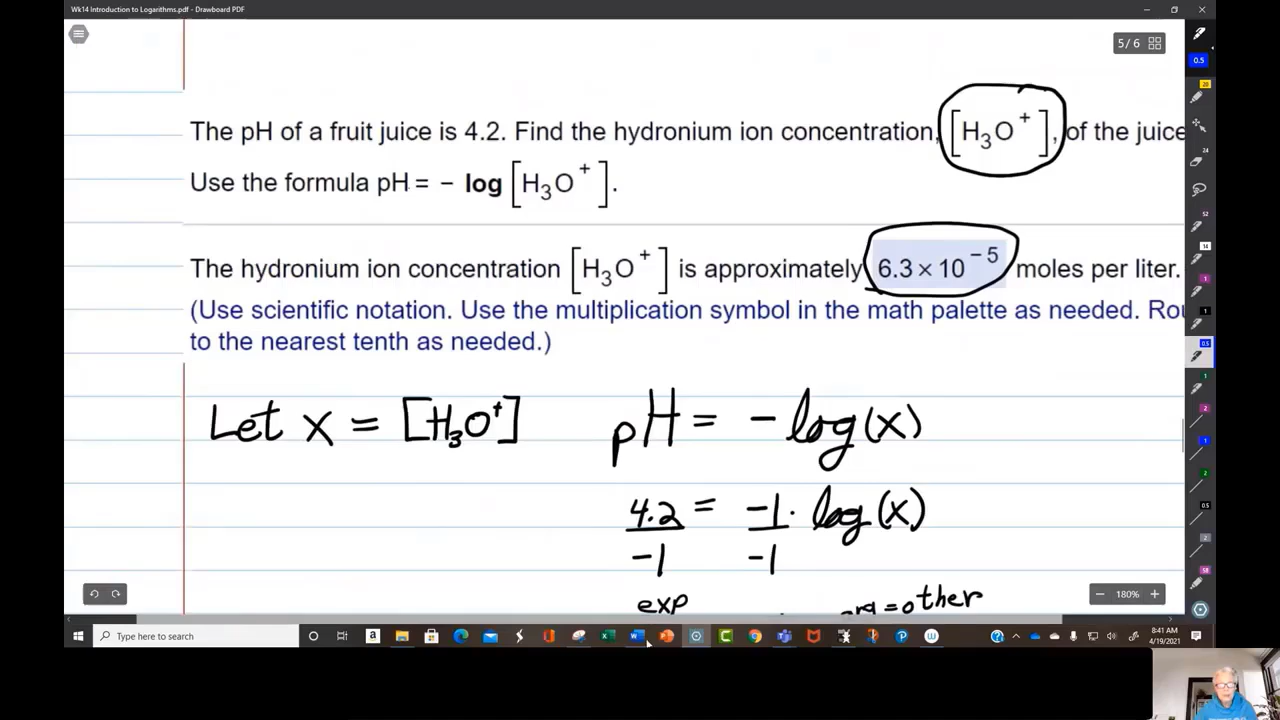 Wk14 Introduction to Logarithms.pdf - Drawboard PDF
5 / 6
0.5
The pH of a fruit juice is 4.2. Find the hydronium ion concentration, [H₃O⁺], of the juice
Use the formula pH = − log [H₃O⁺].
The hydronium ion concentration [H₃O⁺] is approximately 6.3 × 10⁻⁵ moles per liter.
(Use scientific notation. Use the multiplication symbol in the math palette as needed. Rou
to the nearest tenth as needed.)
Let x = [H₃O⁺] pH = - log(x)
4.2 = -1 · log(x)
-1 -1
exp = other
180%
Type here to search
8:41 AM
4/19/2021